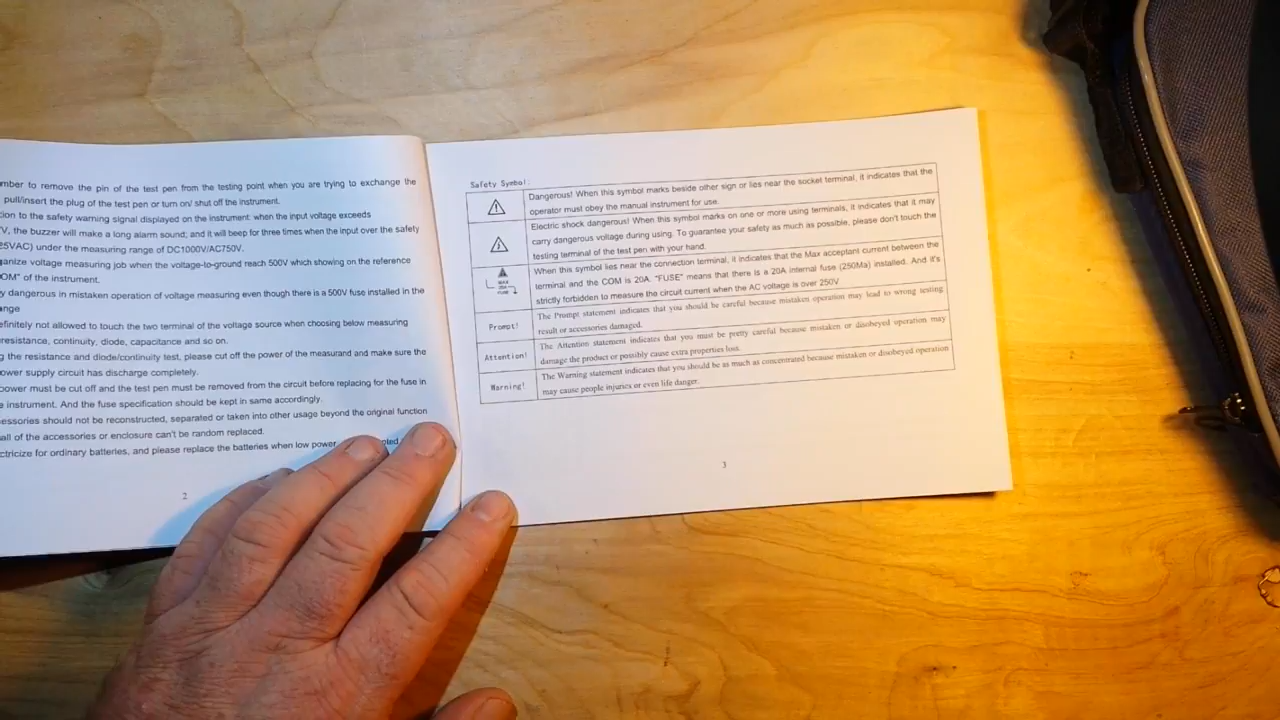 mber to remove the pin of the test pen from the testing point when you are trying to exchange the
pull/insert the plug of the test pen or turn on/ shut off the instrument.
ion to the safety warning signal displayed on the instrument: when the input voltage exceeds
V, the buzzer will make a long alarm sound; and it will beep for three times when the input over the safety
25VAC) under the measuring range of DC1000V/AC750V.
ganize voltage measuring job when the voltage-to-ground reach 500V which showing on the reference
OM" of the instrument.
y dangerous in mistaken operation of voltage measuring even though there is a 500V fuse installed in the
nge
efinitely not allowed to touch the two terminal of the voltage source when choosing below measuring
resistance, continuity, diode, capacitance and so on.
g the resistance and diode/continuity test, please cut off the power of the measurand and make sure the
ower supply circuit has discharge completely.
power must be cut off and the test pen must be removed from the circuit before replacing for the fuse in
e instrument. And the fuse specification should be kept in same accordingly.
cessories should not be reconstructed, separated or taken into other usage beyond the original function
all of the accessories or enclosure can't be random replaced.
ctricize for ordinary batteries, and please replace the batteries when low power
2
Safety Symbol:
Dangerous! When this symbol marks beside other sign or lies near the socket terminal, it indicates that the
operator must obey the manual instrument for use.
Electric shock dangerous! When this symbol marks on one or more using terminals, it indicates that it may
carry dangerous voltage during using. To guarantee your safety as much as possible, please don't touch the
testing terminal of the test pen with your hand.
MAX
20A
FUSE
When this symbol lies near the connection terminal, it indicates that the Max acceptant current between the
terminal and the COM is 20A. "FUSE" means that there is a 20A internal fuse (250Ma) installed. And it's
strictly forbidden to measure the circuit current when the AC voltage is over 250V
Prompt!
The Prompt statement indicates that you should be careful because mistaken operation may lead to wrong testing
result or accessories damaged.
Attention!
The Attention statement indicates that you must be pretty careful because mistaken or disobeyed operation may
damage the product or possibly cause extra properties loss.
Warning!
The Warning statement indicates that you should be as much as concentrated because mistaken or disobeyed operation
may cause people injuries or even life danger.
3